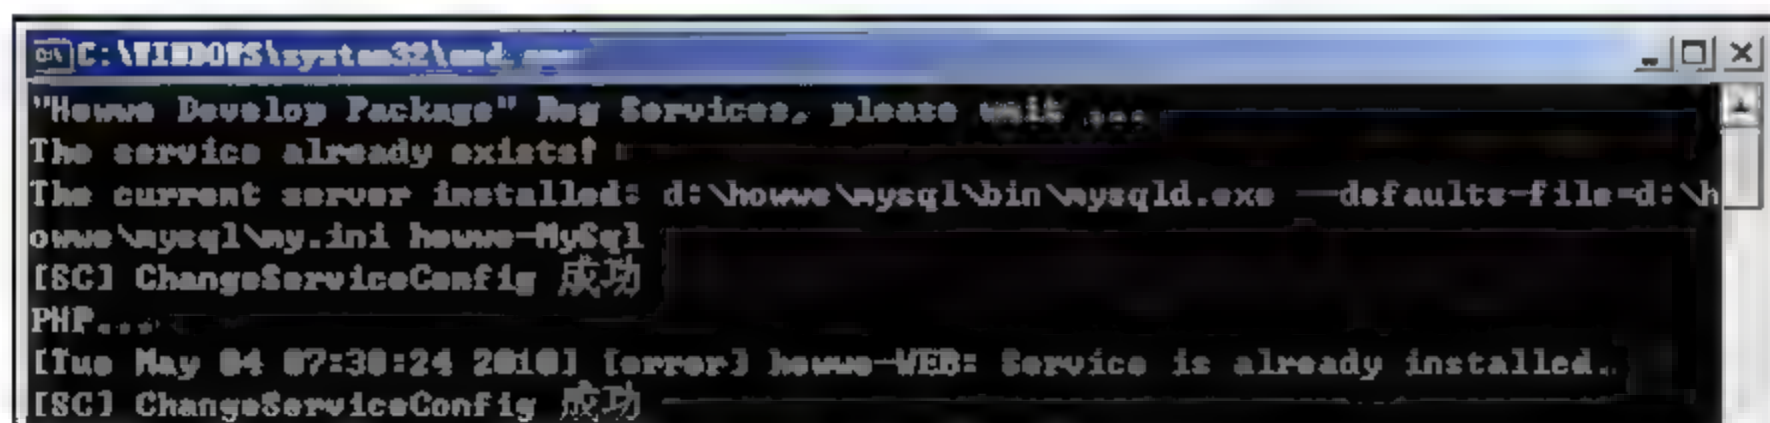 C:\WINDOWS\system32\cmd.exe
"Howwe Develop Package" Reg Services, please wait ...
The service already exists!
The current server installed: d:\howwe\mysql\bin\mysqld.exe --defaults-file=d:\h
owwe\mysql\my.ini howwe-MySql
[SC] ChangeServiceConfig 成功
PHP...
[Tue May 04 07:30:24 2010] [error] howwe-WEB: Service is already installed.
[SC] ChangeServiceConfig 成功